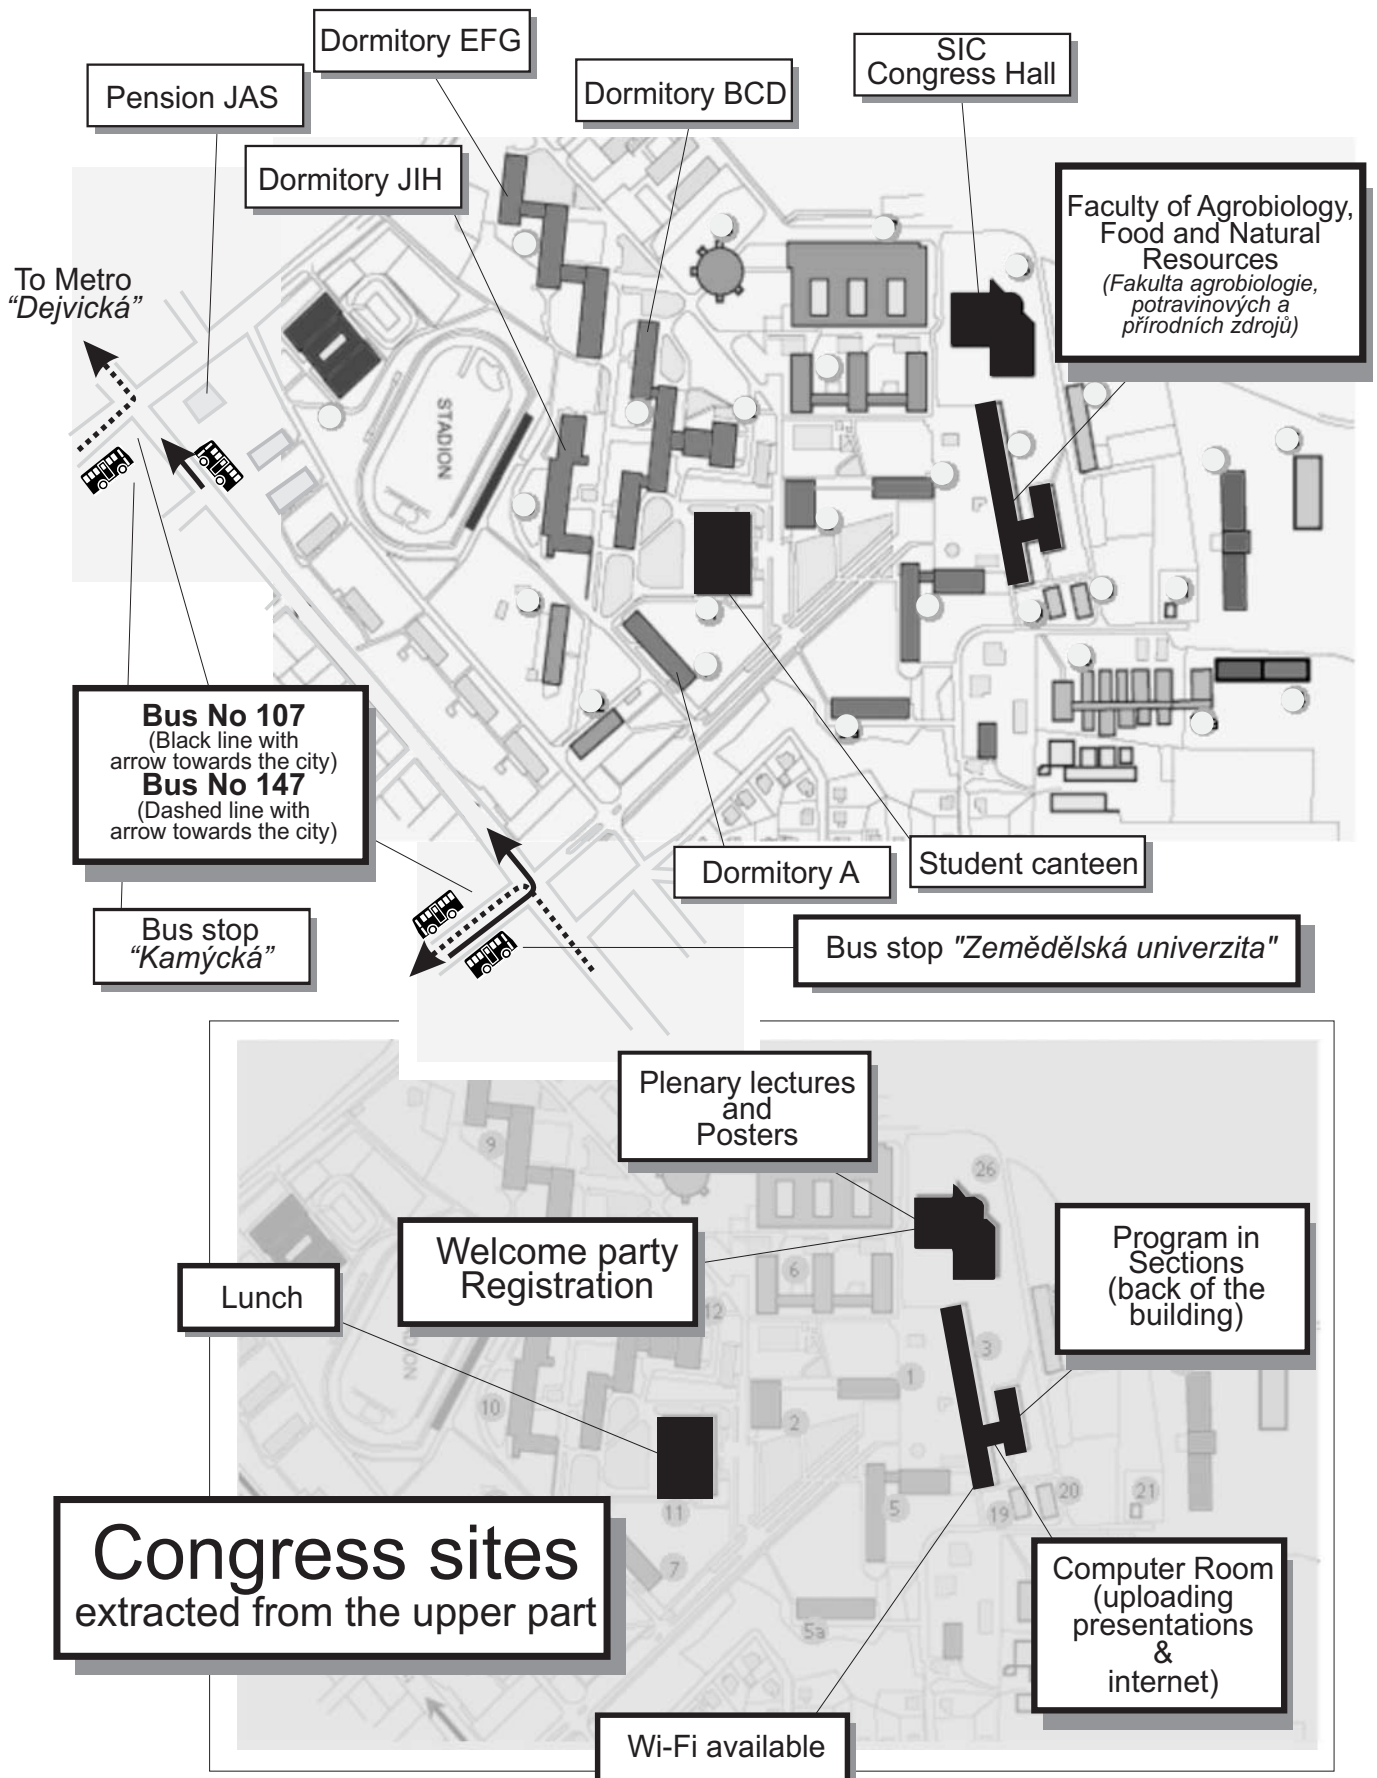 Dormitory EFG
SIC
Congress Hall
Pension JAS
Dormitory BCD
Dormitory JIH
Faculty of Agrobiology,
Food and Natural
Resources
(Fakulta agrobiologie,
potravinových a
přírodních zdrojů)
To Metro
“Dejvická”
STADION
Bus No 107
(Black line with
arrow towards the city)
Bus No 147
(Dashed line with
arrow towards the city)
Dormitory A
Student canteen
Bus stop
“Kamýcká”
Bus stop "Zemědělská univerzita"
Plenary lectures
and
Posters
9
26
Welcome party
Registration
Program in
Sections
(back of the
building)
6
Lunch
12
3
DION
1
10
2
11
5
19
20
21
7
Congress sites
extracted from the upper part
Computer Room
(uploading
presentations
&
internet)
5a
Wi-Fi available